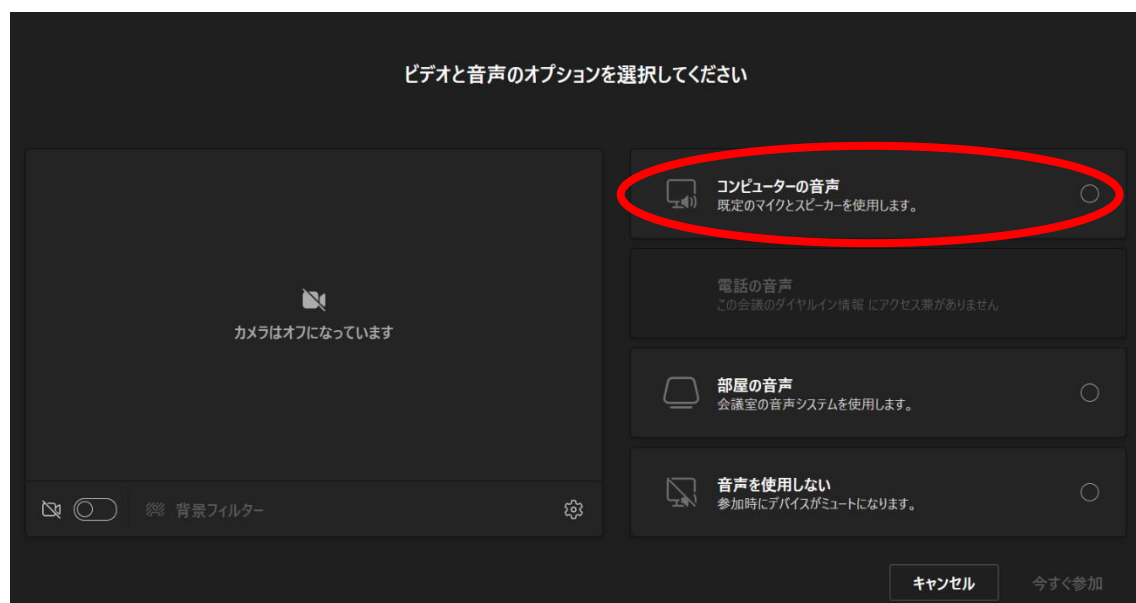 ビデオと音声のオプションを選択してください
カメラはオフになっています
背景フィルター
コンピューターの音声
既定のマイクとスピーカーを使用します。
電話の音声
この会議のダイヤルイン情報 にアクセス兼がありません
部屋の音声
会議室の音声システムを使用します。
音声を使用しない
参加時にデバイスがミュートになります。
キャンセル
今すぐ参加